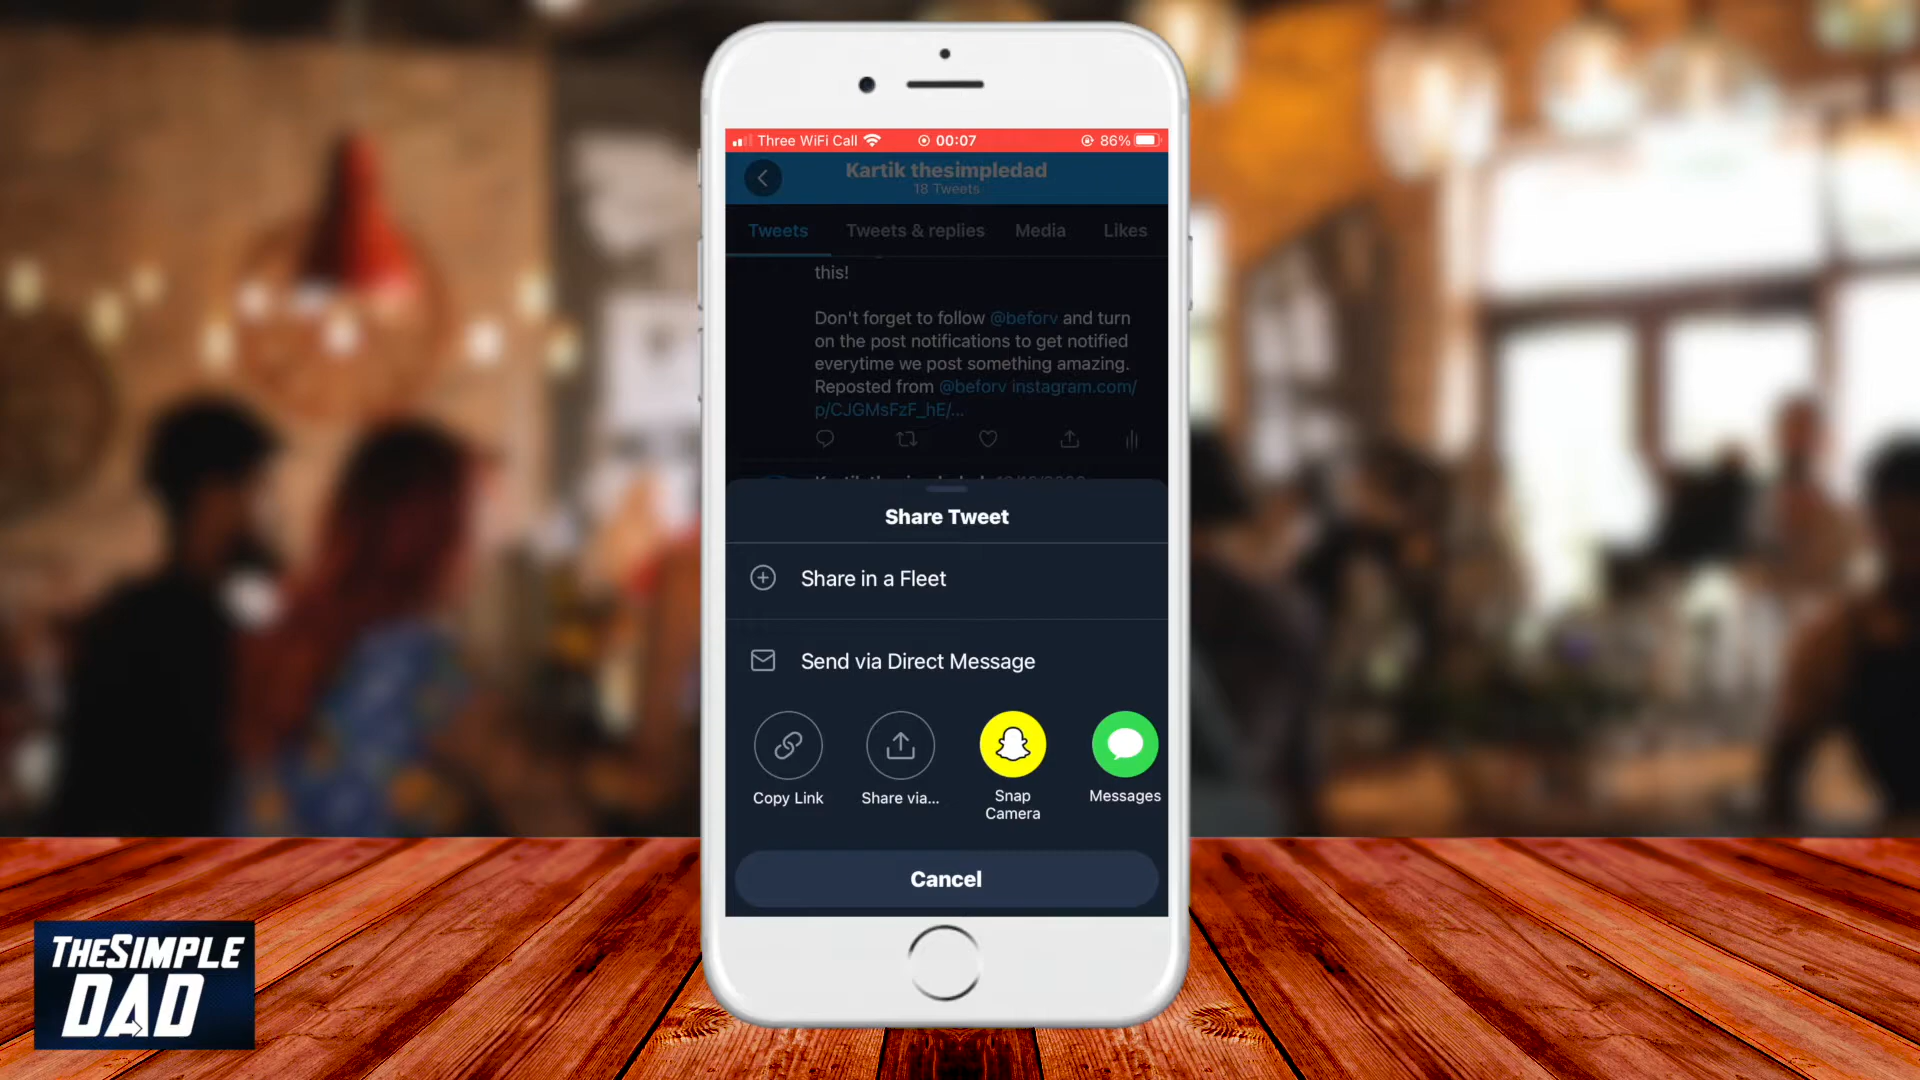 Three WiFi Call 00:07 86%
Kartik thesimpledad
18 Tweets
Tweets Tweets & replies Media Likes
this!
Don't forget to follow @beforv and turn
on the post notifications to get notified
everytime we post something amazing.
Reposted from @beforv instagram.com/
p/CJGMsFzF_hE/...
Share Tweet
Share in a Fleet
Send via Direct Message
Copy Link Share via... Snap Camera Messages
Cancel
THESIMPLE
DAD